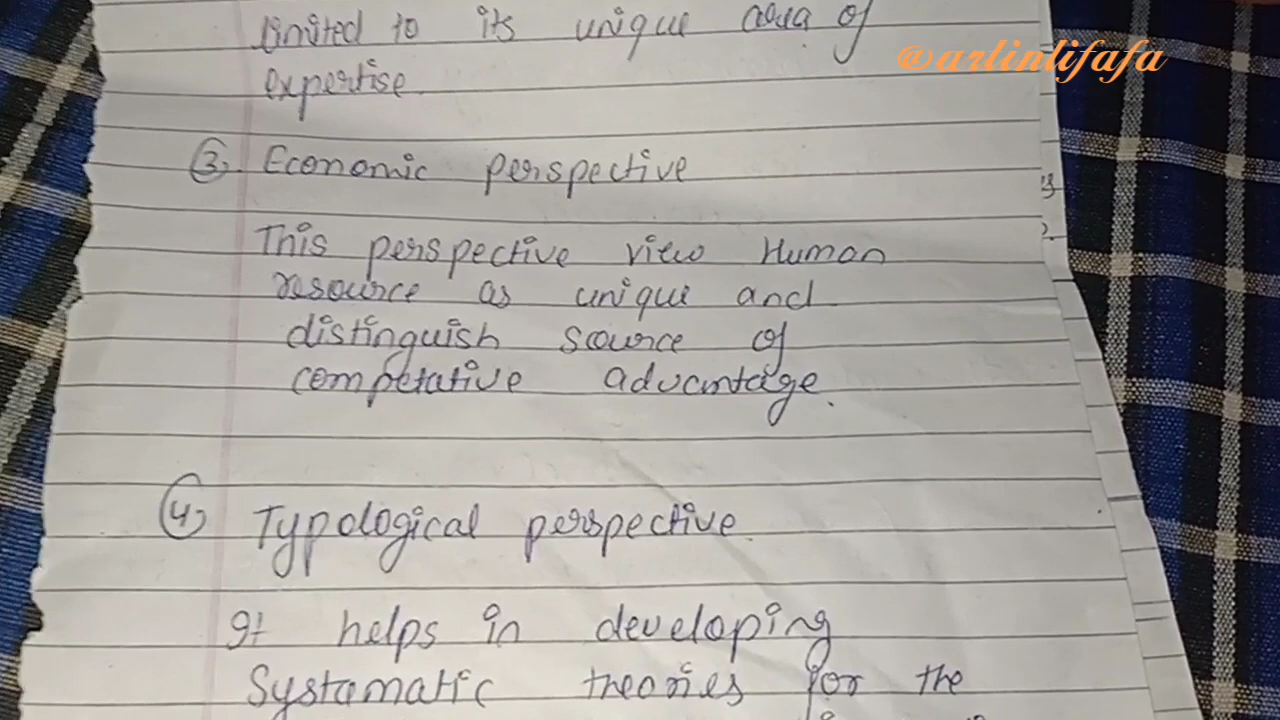 limited to its unique area of
@artinlifafa
expertise.
3. Economic perspective
This perspective view Human
resource as unique and
distinguish source of
competative advantage.
4, Typological perspective.
It helps in developing
Systamatic theories for the